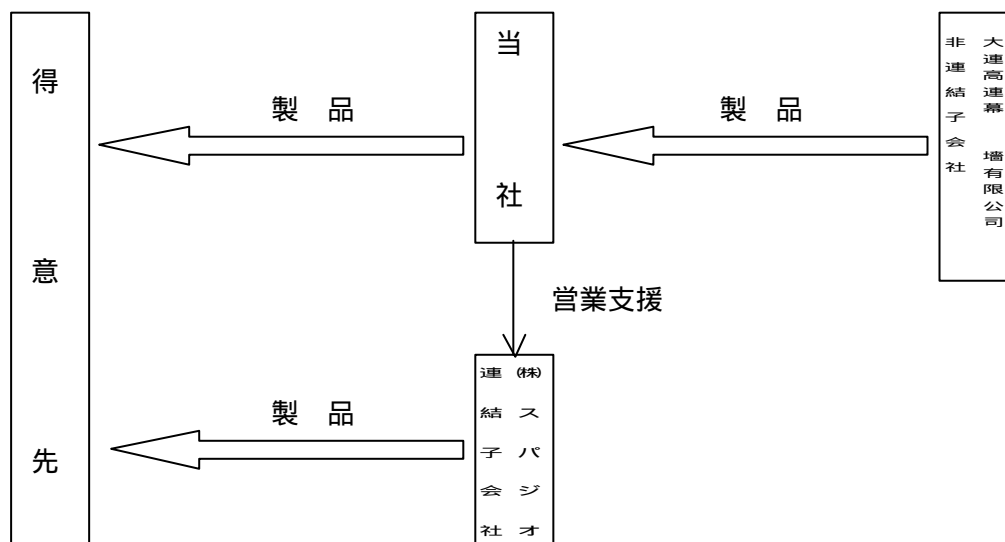 得意先
製 品
当社
製 品
大連高連幕 墻有限公司
非連結子会社
営業支援
製 品
㈱スパジオ
連結子会社